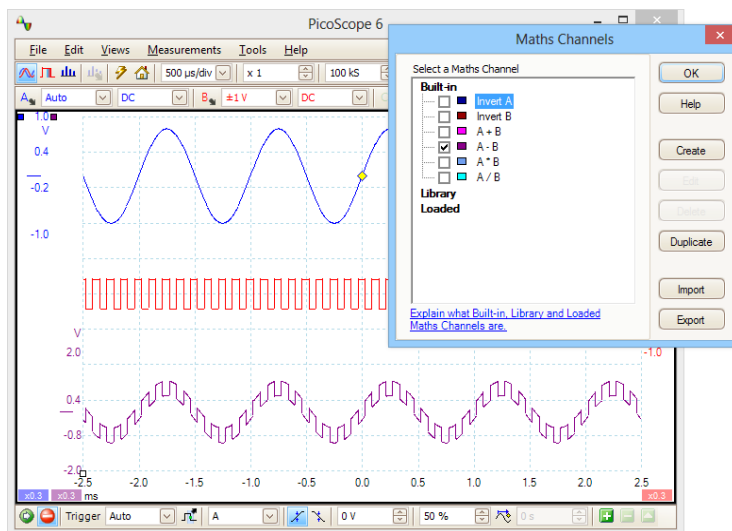 PicoScope 6
File Edit Views Measurements Tools Help
500 µs/div x 1 100 kS
A Auto DC B ±1 V DC
1.0
V
0.4
-0.2
-1.0
V
2.0
0.4
-0.8
-2.0
-1.0
-2.5 -2.0 -1.5 -1.0 -0.5 0.0 0.5 1.0 1.5 2.0 2.5
x0.3 x0.3 ms x0.3
Trigger Auto A 0 V 50 % 0 s
Maths Channels
Select a Maths Channel
Built-in
Invert A
Invert B
A + B
A - B
A * B
A / B
Library
Loaded
Explain what Built-in, Library and Loaded
Maths Channels are.
OK
Help
Create
Edit
Delete
Duplicate
Import
Export